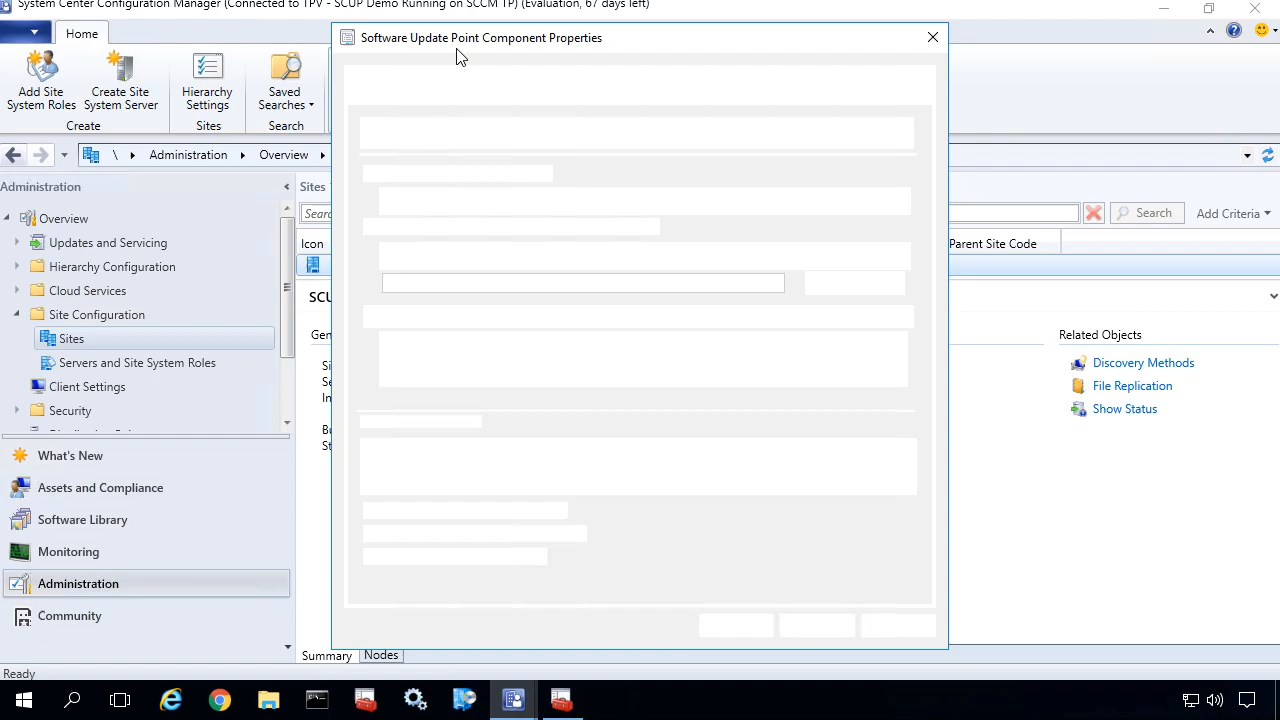 System Center Configuration Manager (Connected to TPV - SCUP Demo Running on SCCM TP) (Evaluation, 67 days left)
Home
Software Update Point Component Properties
Add Site
System Roles
Create Site
System Server
Hierarchy
Settings
Saved
Searches
Create
Sites
Search
\
Administration
Overview
Administration
Sites
Overview
Updates and Servicing
Hierarchy Configuration
Cloud Services
Site Configuration
Sites
Servers and Site System Roles
Client Settings
Security
Search
Add Criteria
Icon
Parent Site Code
SCU
Gen
Related Objects
Discovery Methods
File Replication
Show Status
What's New
Assets and Compliance
Software Library
Monitoring
Administration
Community
Summary
Nodes
Ready